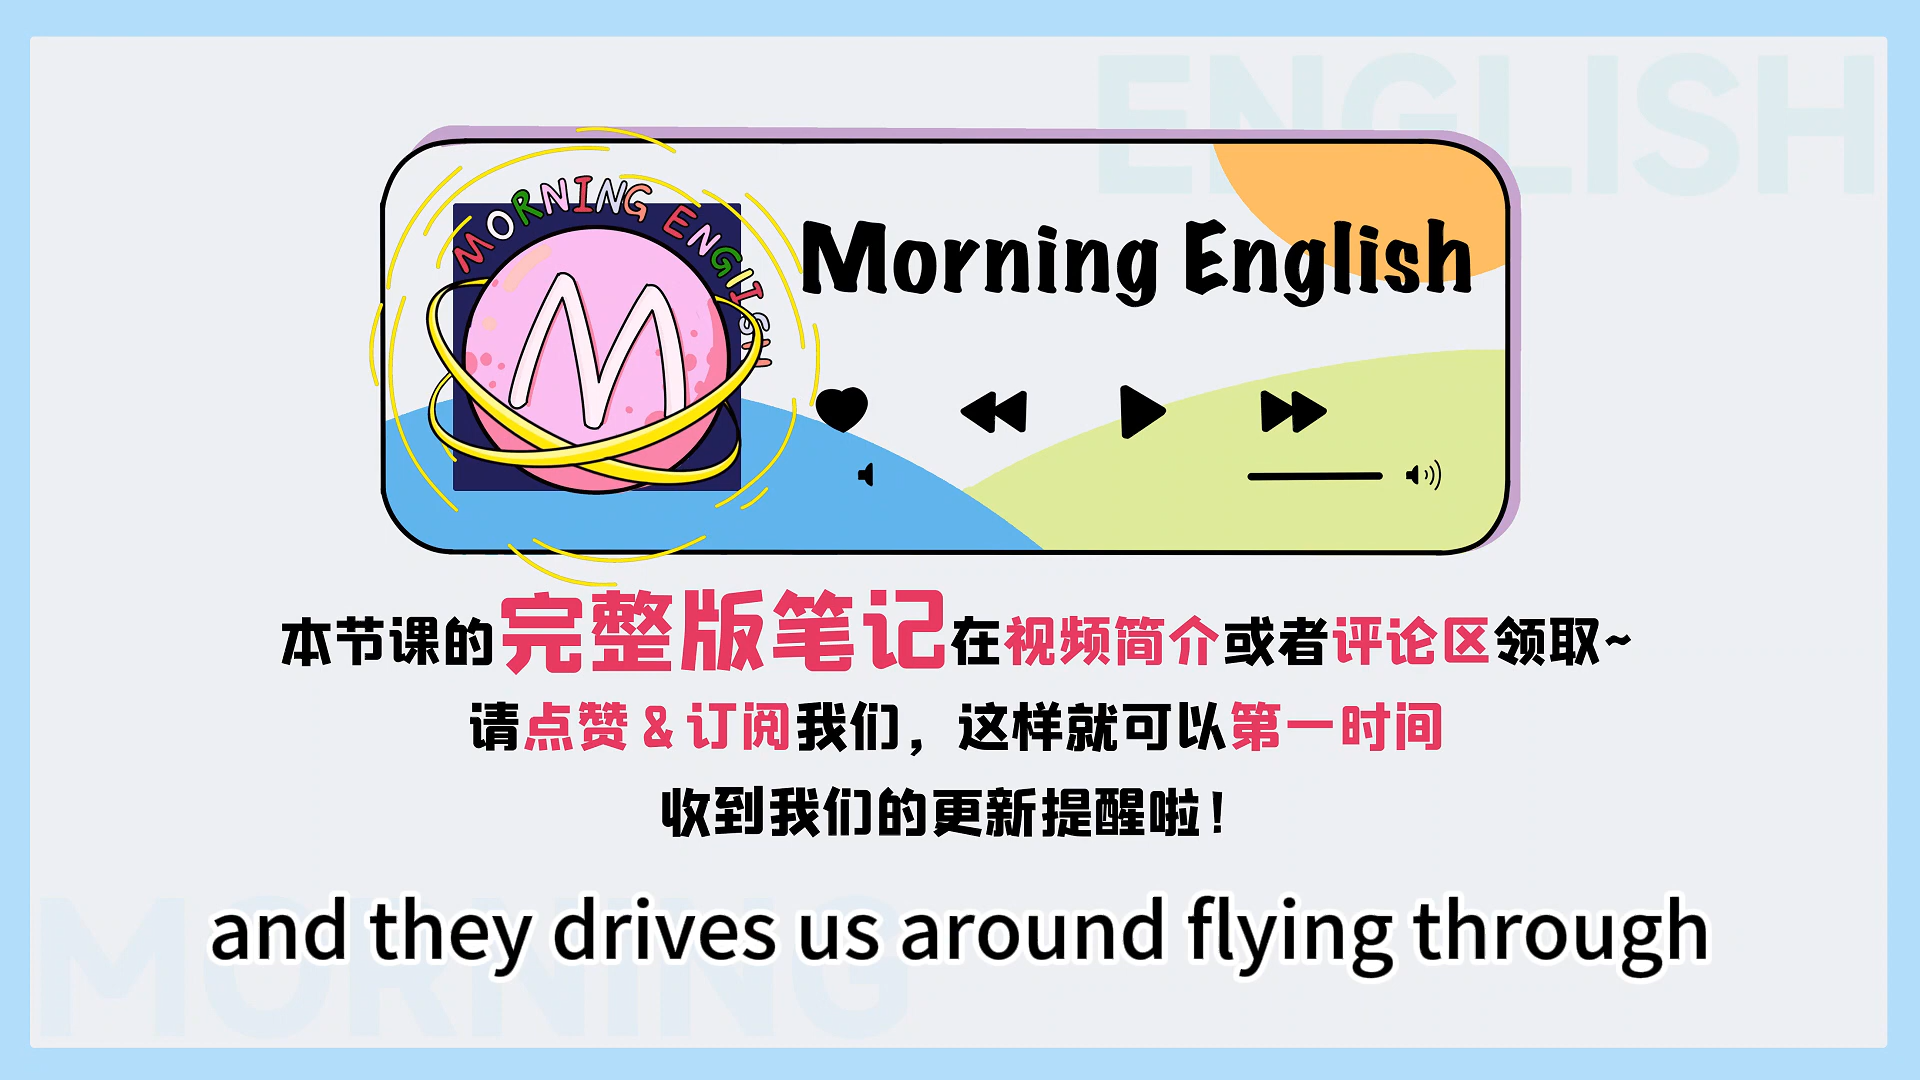 ENGLISH
MORNING ENGLISH
M
Morning English
本节课的完整版笔记在视频简介或者评论区领取~
请点赞&订阅我们，这样就可以第一时间
收到我们的更新提醒啦！
and they drives us around flying through
MORNING